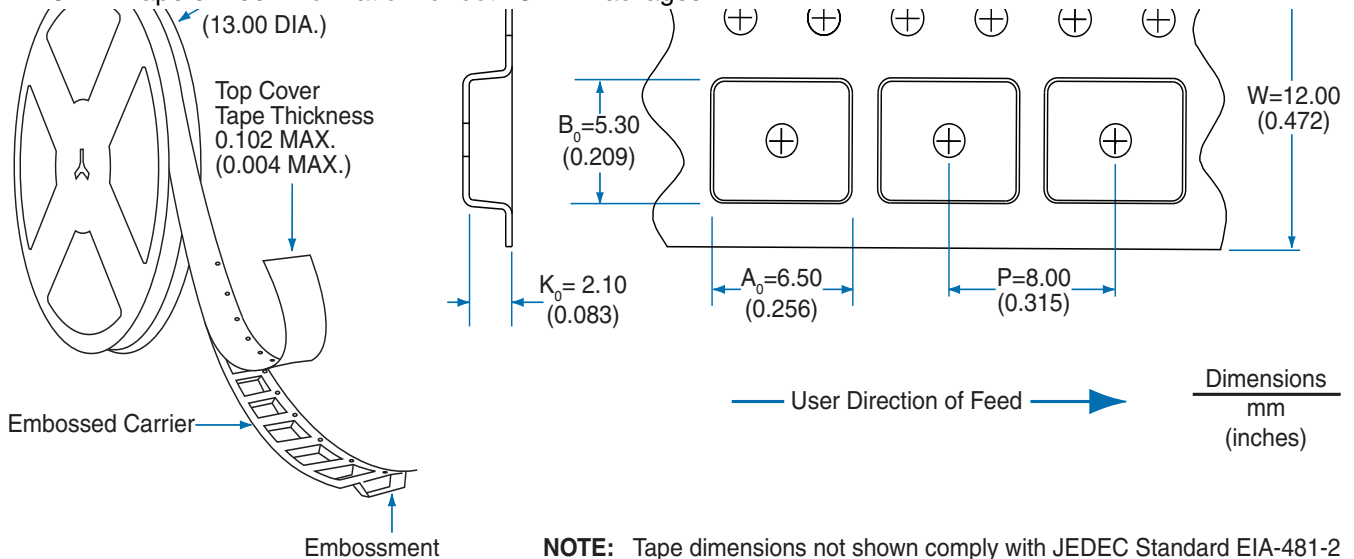 (13.00 DIA.)
Top Cover
Tape Thickness
0.102 MAX.
(0.004 MAX.)
B0=5.30
(0.209)
W=12.00
(0.472)
K0= 2.10
(0.083)
A0=6.50
(0.256)
P=8.00
(0.315)
User Direction of Feed
Dimensions
mm
(inches)
Embossed Carrier
Embossment
NOTE: Tape dimensions not shown comply with JEDEC Standard EIA-481-2